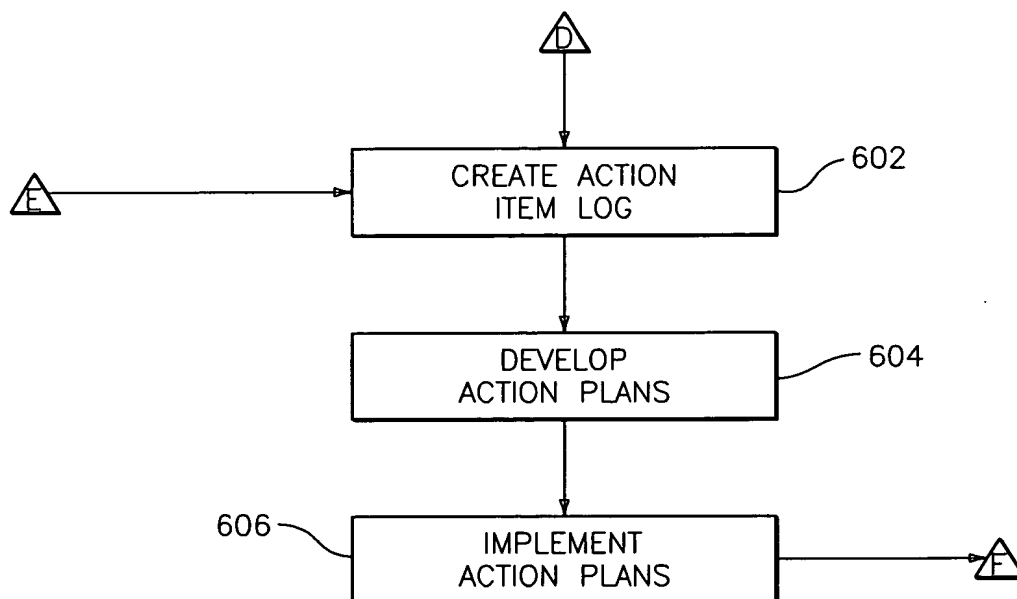 D
CREATE ACTION
ITEM LOG
602
E
DEVELOP
ACTION PLANS
604
606
IMPLEMENT
ACTION PLANS
F